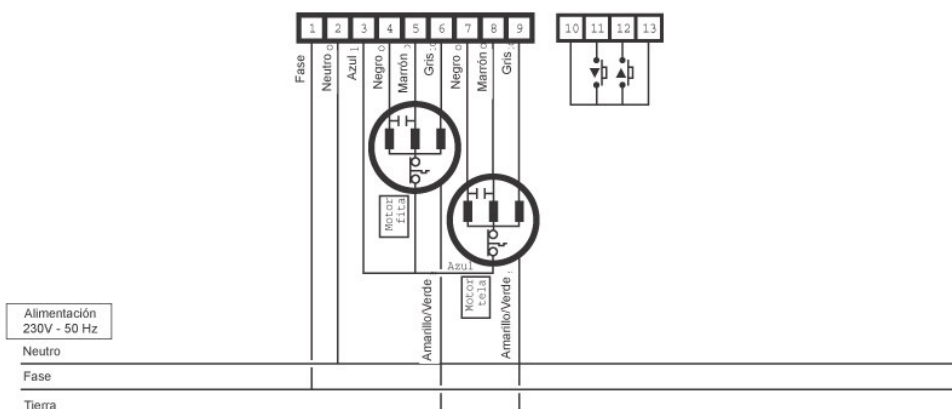 1 2 3 4 5 6 7 8 9
10 11 12 13
Fase
Neutro
Azul
Negro
Marrón
Gris
Negro
Marrón
Gris
Motor
fita
Azul
Motor
tela
Amarillo/Verde
Amarillo/Verde
Alimentación
230V - 50 Hz
Neutro
Fase
Tierra